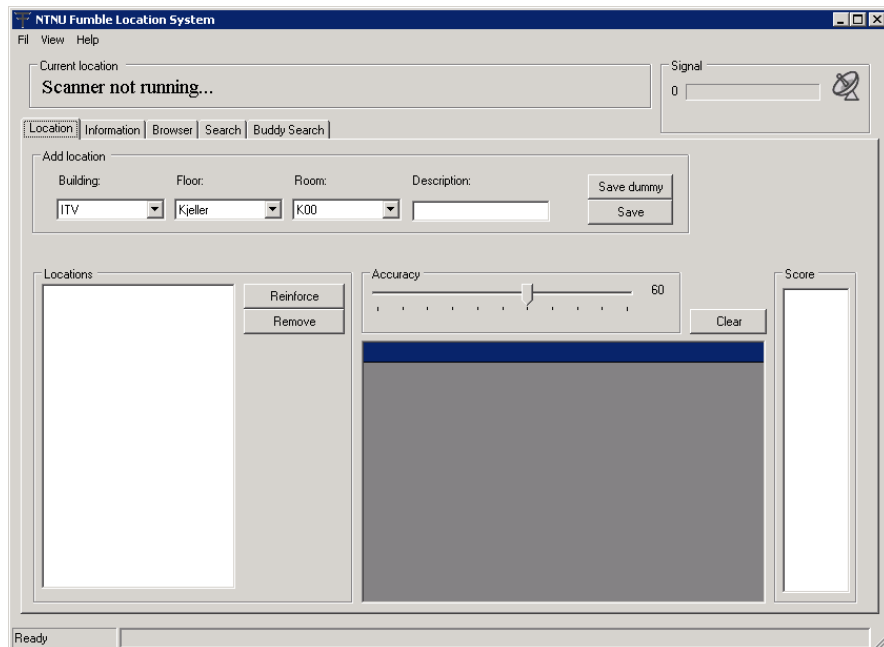 NTNU Fumble Location System
Fil View Help
Current location
Scanner not running...
Signal
0
Location Information Browser Search Buddy Search
Add location
Building: Floor: Room: Description:
ITV Kjeller K00
Save dummy
Save
Locations
Reinforce
Remove
Accuracy
60
Clear
Score
Ready